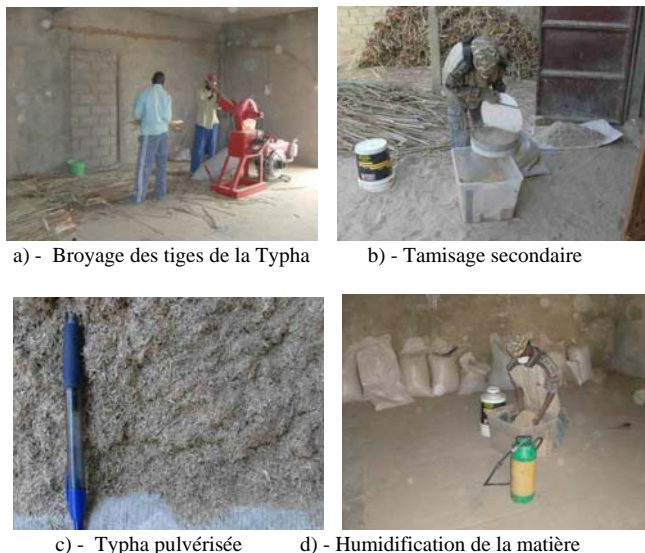 a) - Broyage des tiges de la Typha
b) - Tamisage secondaire
c) - Typha pulvérisée
d) - Humidification de la matière